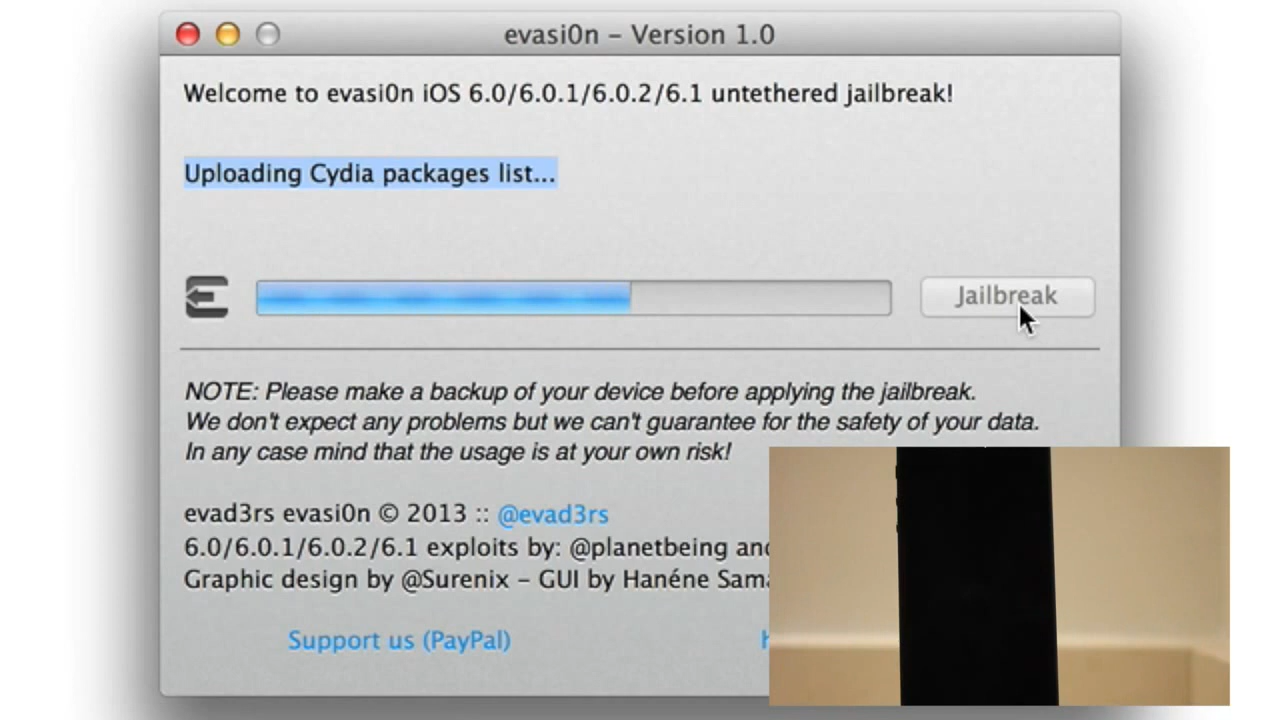 evasi0n – Version 1.0
Welcome to evasi0n iOS 6.0/6.0.1/6.0.2/6.1 untethered jailbreak!
Uploading Cydia packages list...
Jailbreak
NOTE: Please make a backup of your device before applying the jailbreak.
We don't expect any problems but we can't guarantee for the safety of your data.
In any case mind that the usage is at your own risk!
evad3rs evasi0n © 2013 :: @evad3rs
6.0/6.0.1/6.0.2/6.1 exploits by: @planetbeing
Graphic design by @Surenix – GUI by Hanéne
Support us (PayPal)